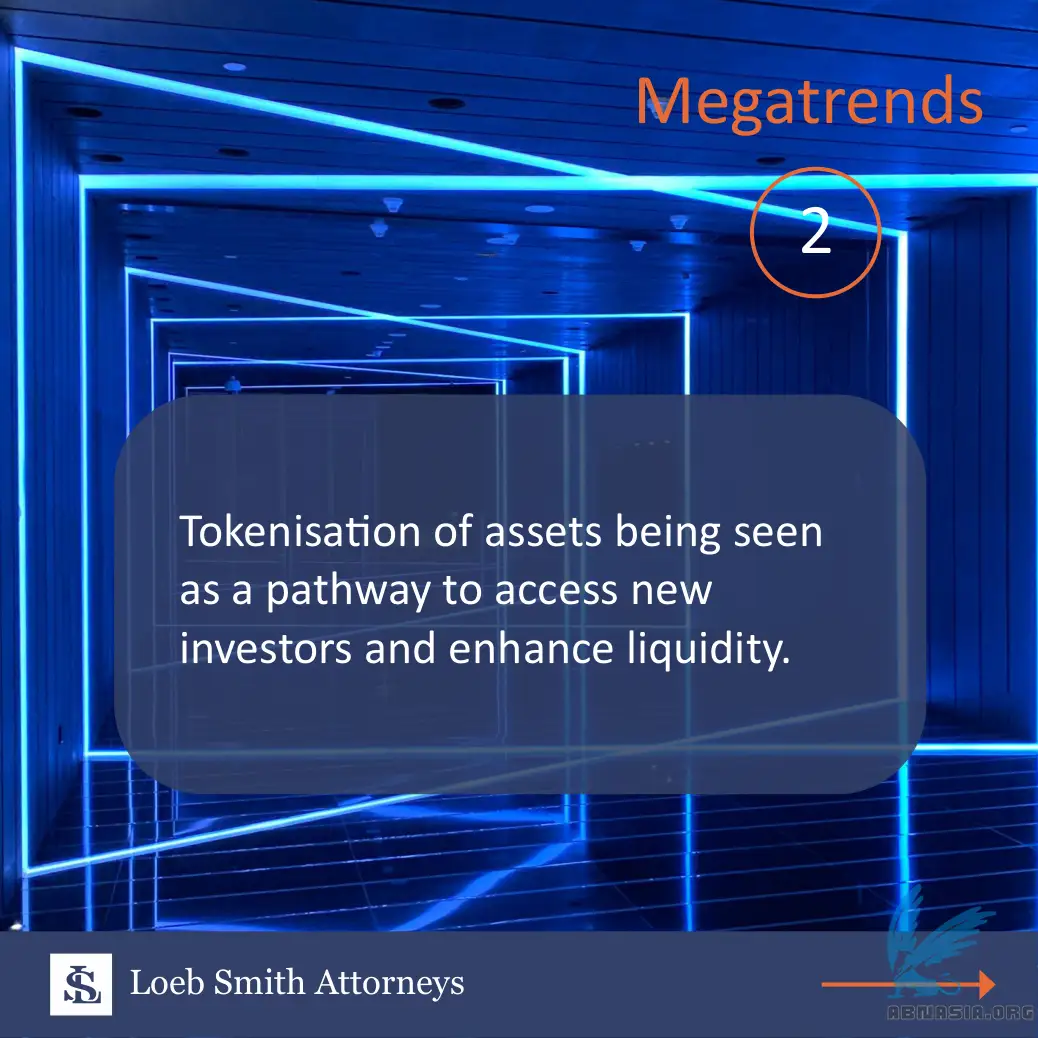 Megatrends
2
Tokenisation of assets being seen
as a pathway to access new
investors and enhance liquidity.
LS
Loeb Smith Attorneys
ABNASIA.ORG